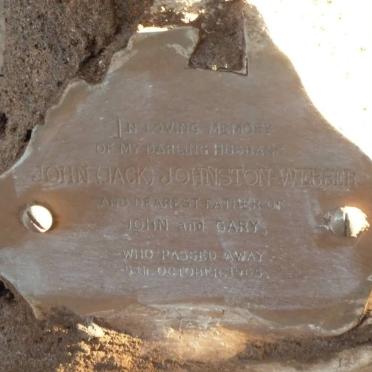 IN LOVING MEMORY
OF MY DARLING HUSBAND
JOHN (JACK) JOHNSTON-WEBBER
AND DEAREST FATHER OF
JOHN and GARY
WHO PASSED AWAY
OCTOBER,